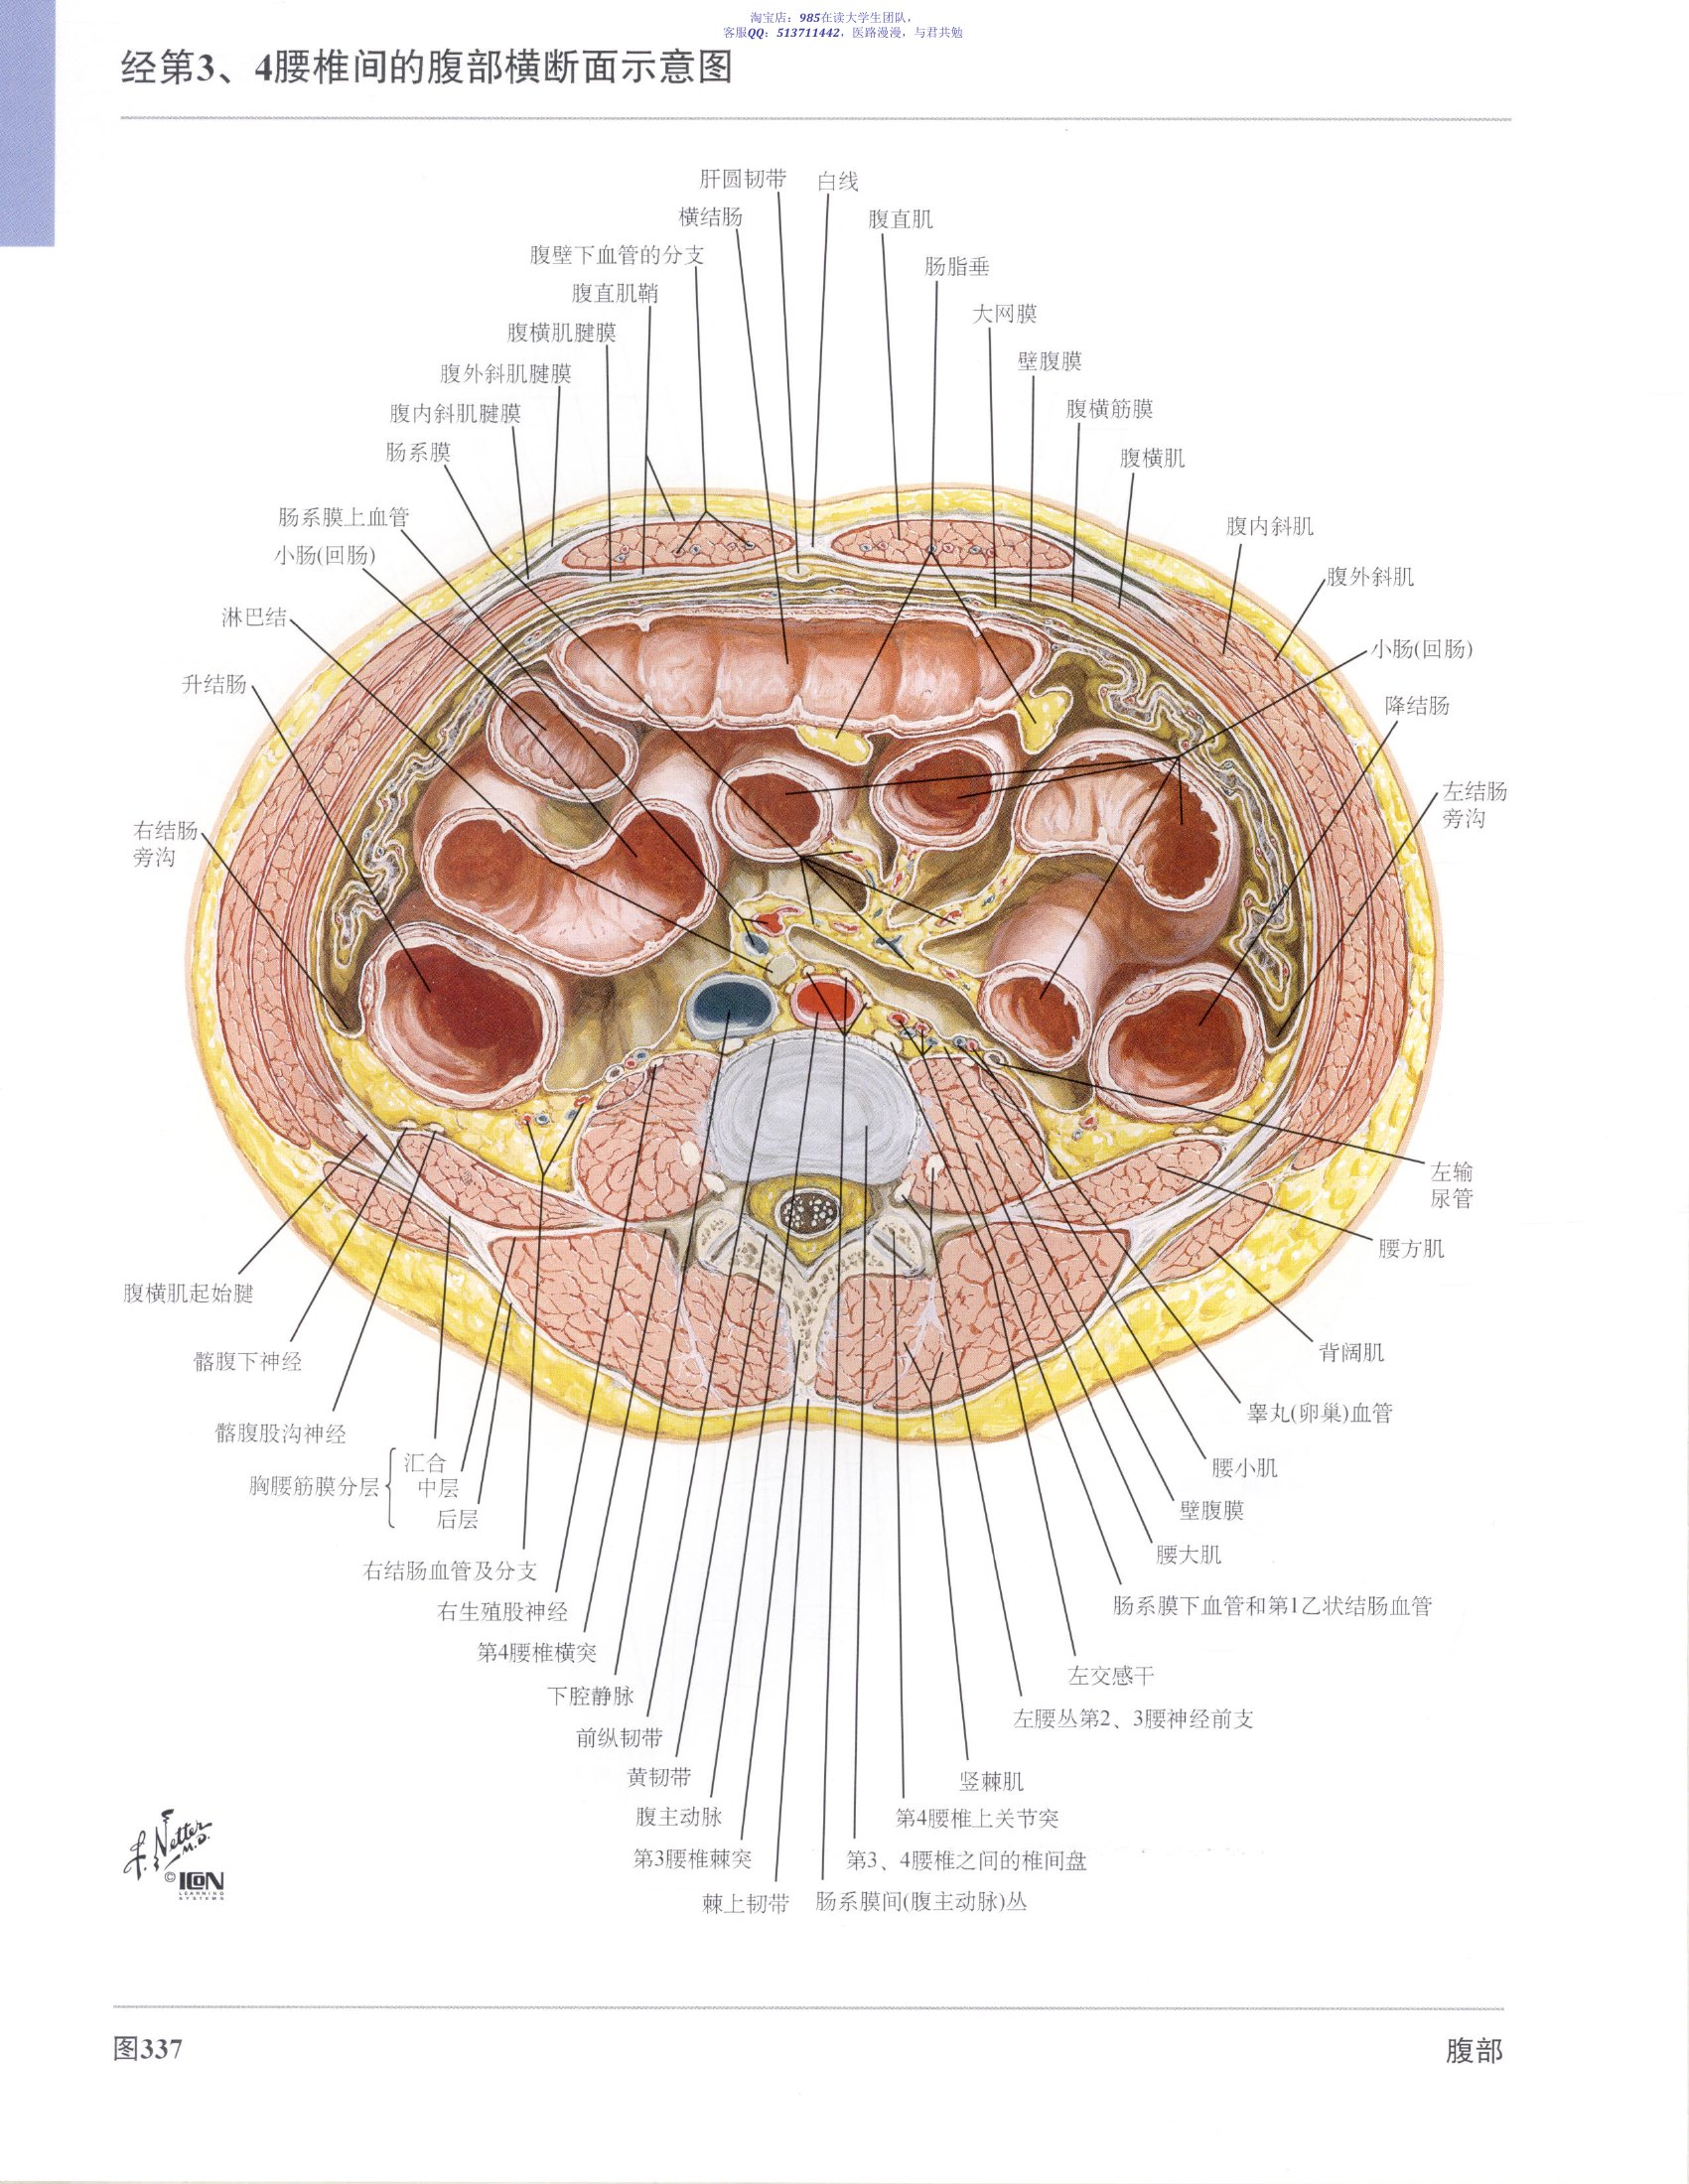 淘宝店：985在读大学生团队，
客服QQ：513711442，医路漫漫，与君共勉
经第3、4腰椎间的腹部横断面示意图
肝圆韧带
白线
横结肠
腹直肌
腹壁下血管的分支
肠脂垂
腹直肌鞘
大网膜
腹横肌腱膜
壁腹膜
腹外斜肌腱膜
腹横筋膜
腹内斜肌腱膜
腹横肌
肠系膜
肠系膜上血管
腹内斜肌
小肠(回肠)
腹外斜肌
淋巴结
小肠(回肠)
升结肠
降结肠
右结肠
旁沟
左结肠
旁沟
左输
尿管
腰方肌
腹横肌起始腱
背阔肌
髂腹下神经
睾丸(卵巢)血管
髂腹股沟神经
汇合
腰小肌
胸腰筋膜分层
中层
壁腹膜
后层
腰大肌
右结肠血管及分支
肠系膜下血管和第1乙状结肠血管
右生殖股神经
第4腰椎横突
左交感干
下腔静脉
左腰丛第2、3腰神经前支
前纵韧带
黄韧带
竖棘肌
腹主动脉
第4腰椎上关节突
第3腰椎棘突
第3、4腰椎之间的椎间盘
棘上韧带
肠系膜间(腹主动脉)丛
F. Netter
M.D.
© ICON
LEARNING
SYSTEMS
图337
腹部